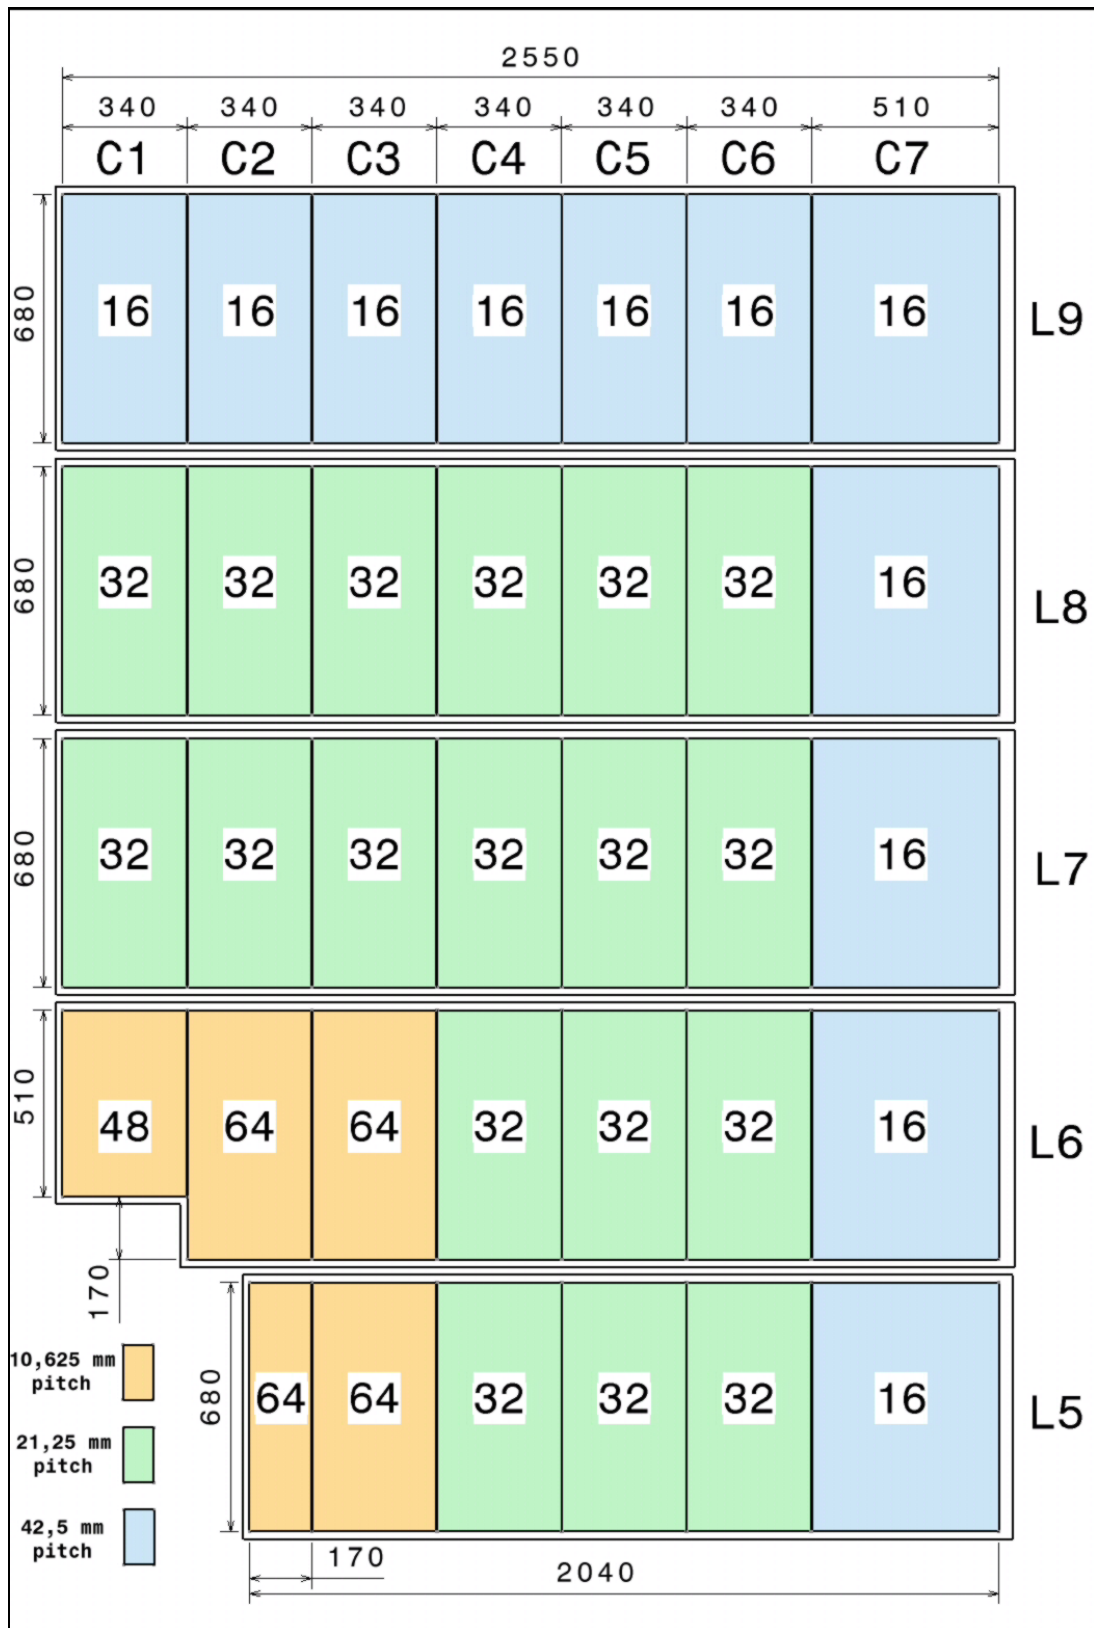 2550
340 340 340 340 340 340 510
C1 C2 C3 C4 C5 C6 C7
680 16 16 16 16 16 16 16 L9
680 32 32 32 32 32 32 16 L8
680 32 32 32 32 32 32 16 L7
510 48 64 64 32 32 32 16 L6
170
10,625 mm
pitch
680 64 64 32 32 32 16 L5
21,25 mm
pitch
42,5 mm
pitch
170
2040